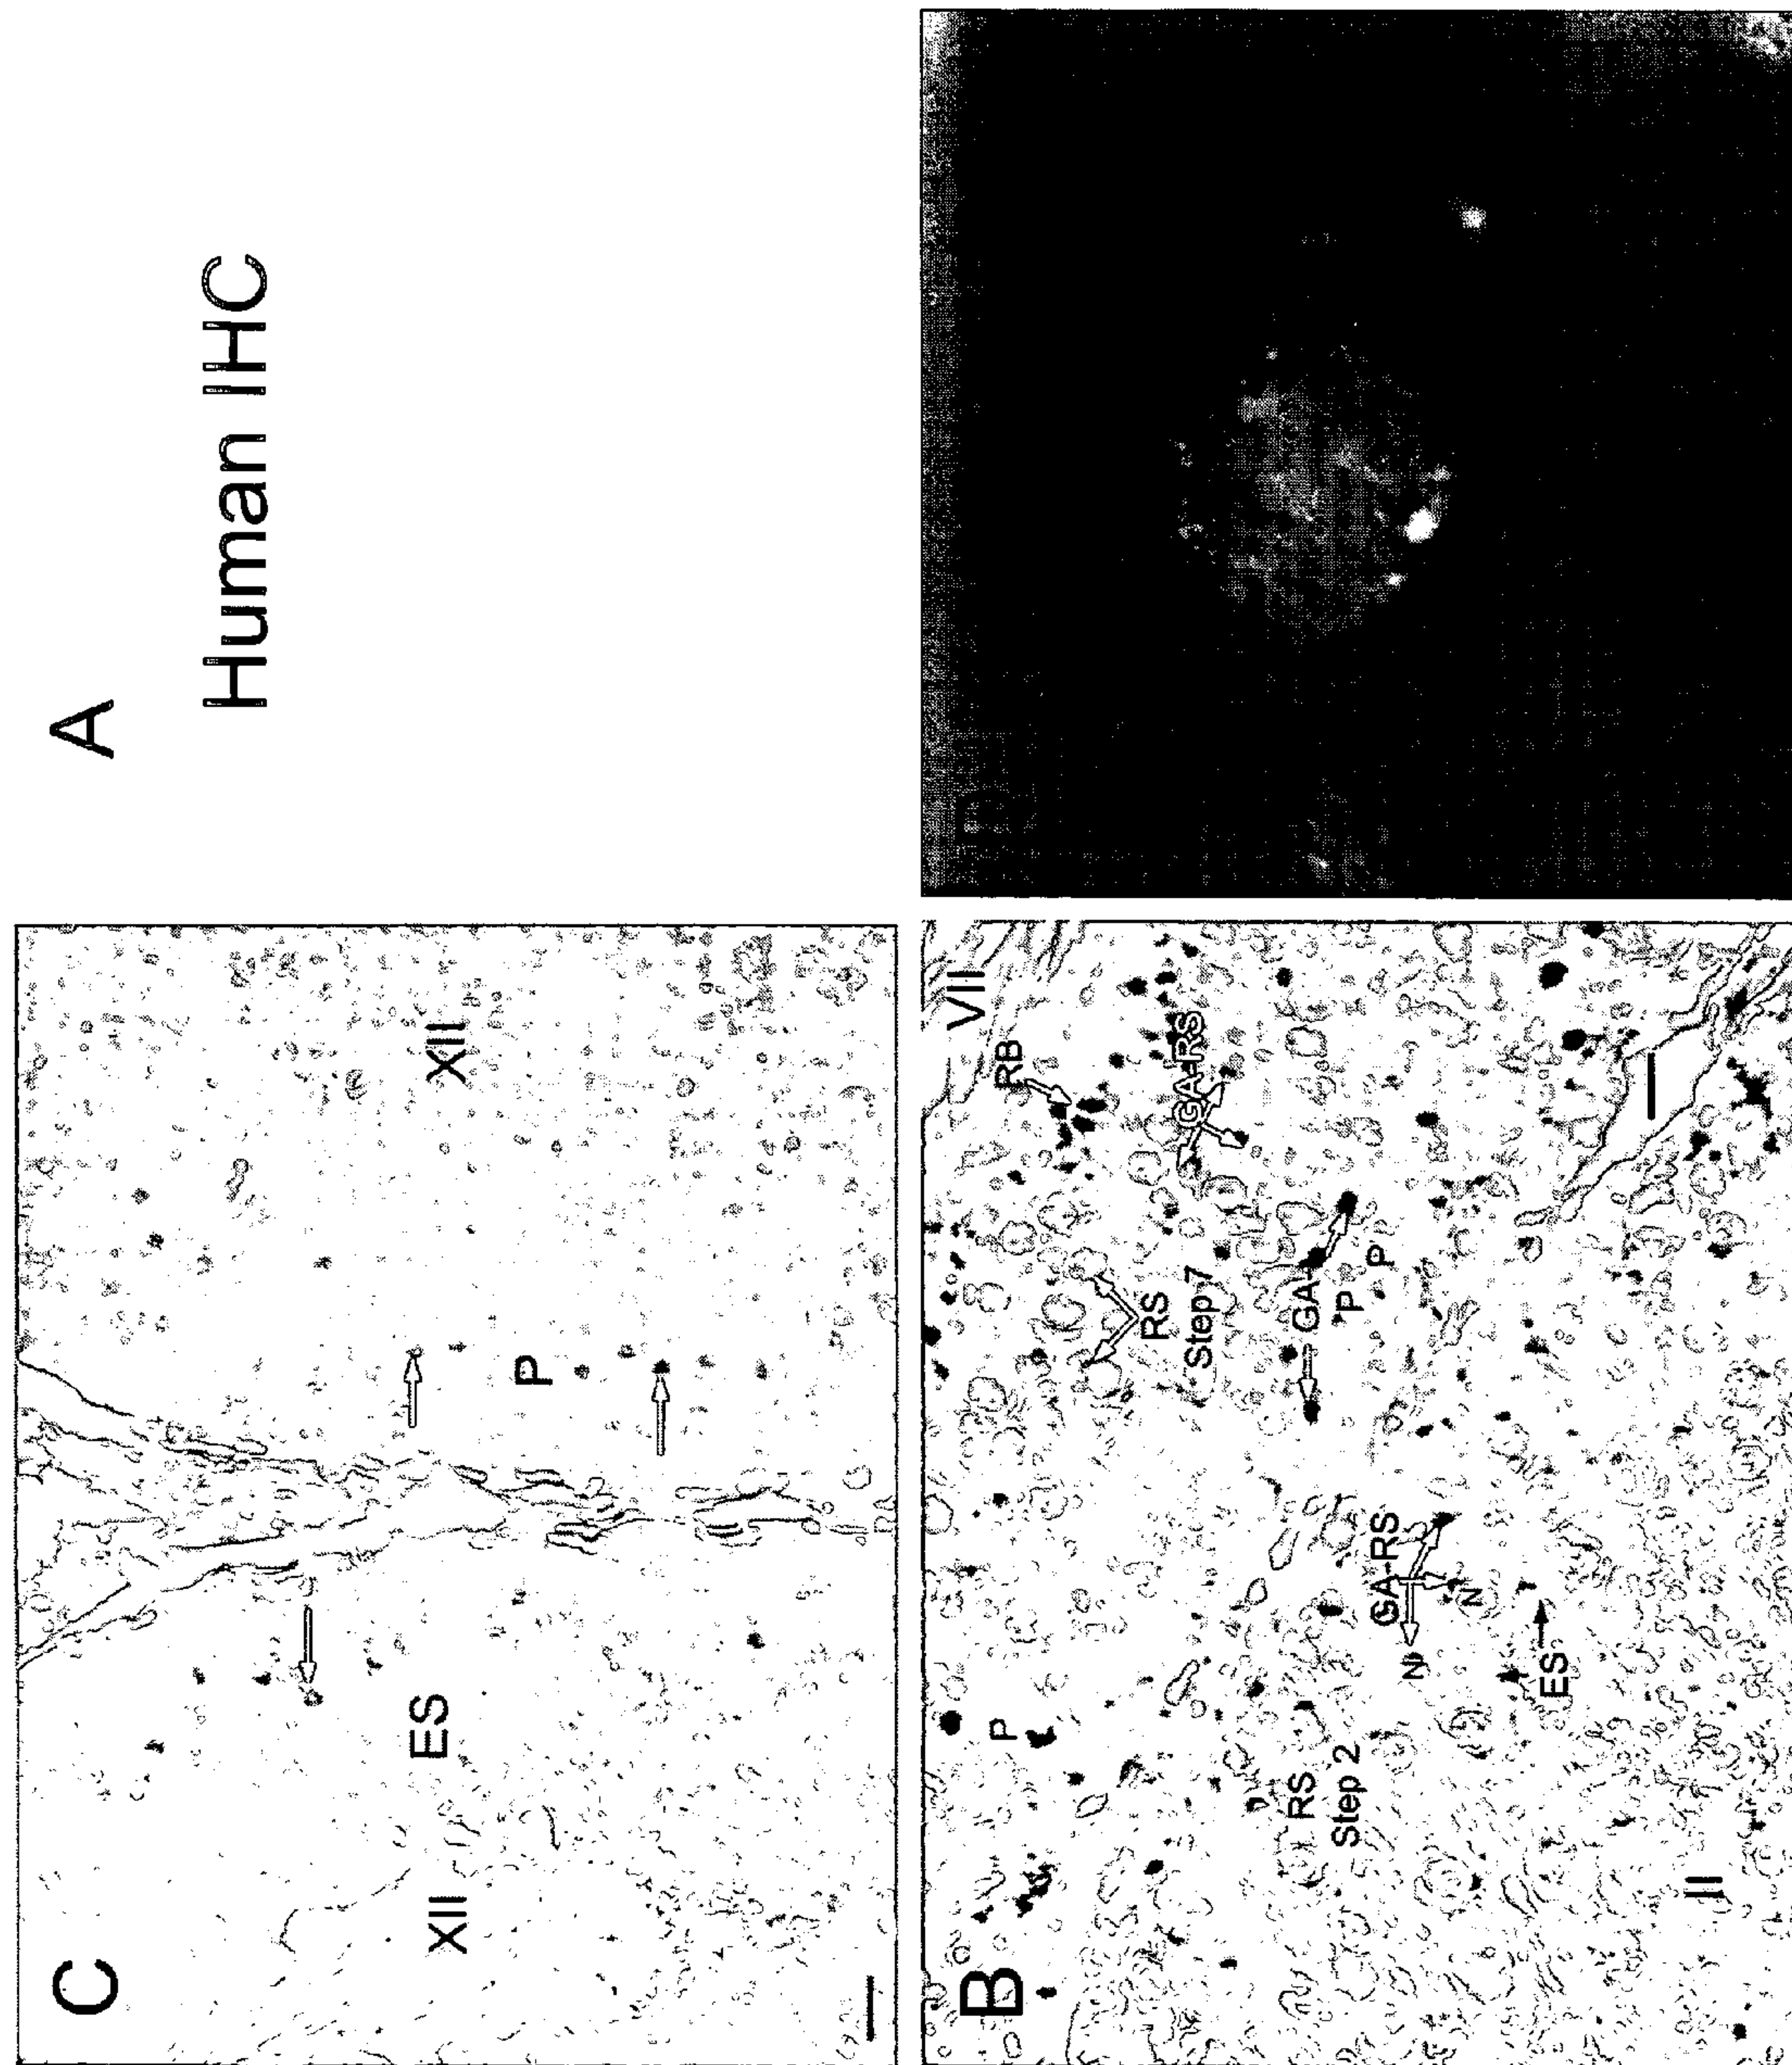 A
Human IHC
B
VII
RB
GA-RS
RS
Step 7
GA
P
P
P
GA-RS
N
N
ES
RS
Step 2
II
C
XII
P
ES
XII